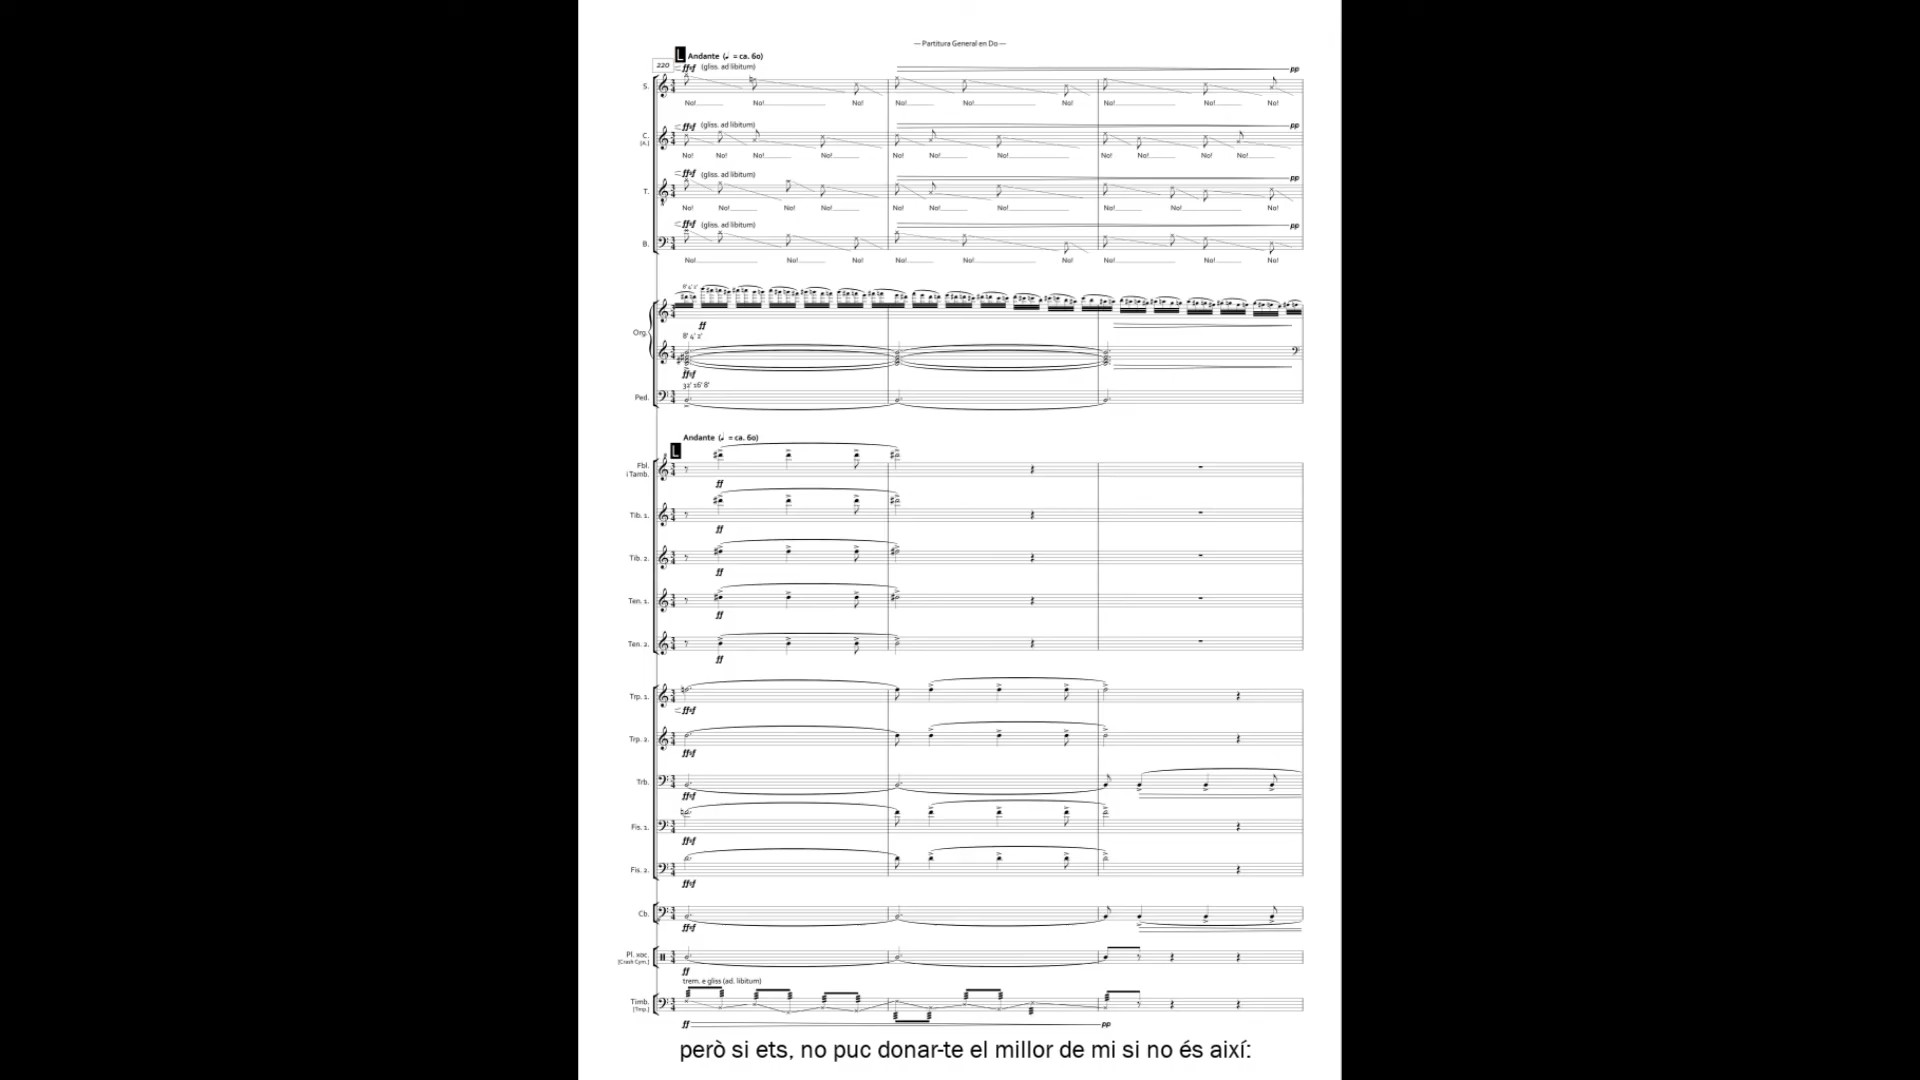 — Partitura General en Do —
L Andante (♩ = ca. 60)
220
fff (gliss. ad libitum) pp
S.
No! No! No! No! No! No! No! No! No!
fff (gliss. ad libitum) pp
C.
[A.]
No! No! No! No! No! No! No! No! No! No! No!
fff (gliss. ad libitum) pp
T.
No! No! No! No! No! No! No! No! No! No!
fff (gliss. ad libitum) pp
B.
No! No! No! No! No! No! No! No! No!
8' 4' 2'
ff
Org.
8' 4' 2'
fff
32' 16' 8'
Ped.
Andante (♩ = ca. 60)
L
Fbl.
i Tamb.
ff
Tib. 1.
ff
Tib. 2.
ff
Ten. 1.
ff
Ten. 2.
ff
Trp. 1.
fff
Trp. 2.
fff
Trb.
fff
Fis. 1.
fff
Fis. 2.
fff
Cb.
fff
Pl. xoc.
[Crash Cym.]
ff
trem. e gliss (ad. libitum)
Timb.
[Tmp.]
ff pp
però si ets, no puc donar-te el millor de mi si no és així: